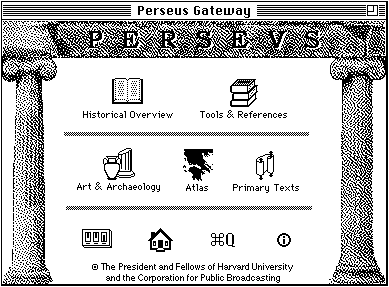 Perseus Gateway
PERSEVS
Historical Overview
Tools & References
Art & Archaeology
Atlas
Primary Texts
⌘Q
© The President and Fellows of Harvard University
and the Corporation for Public Broadcasting